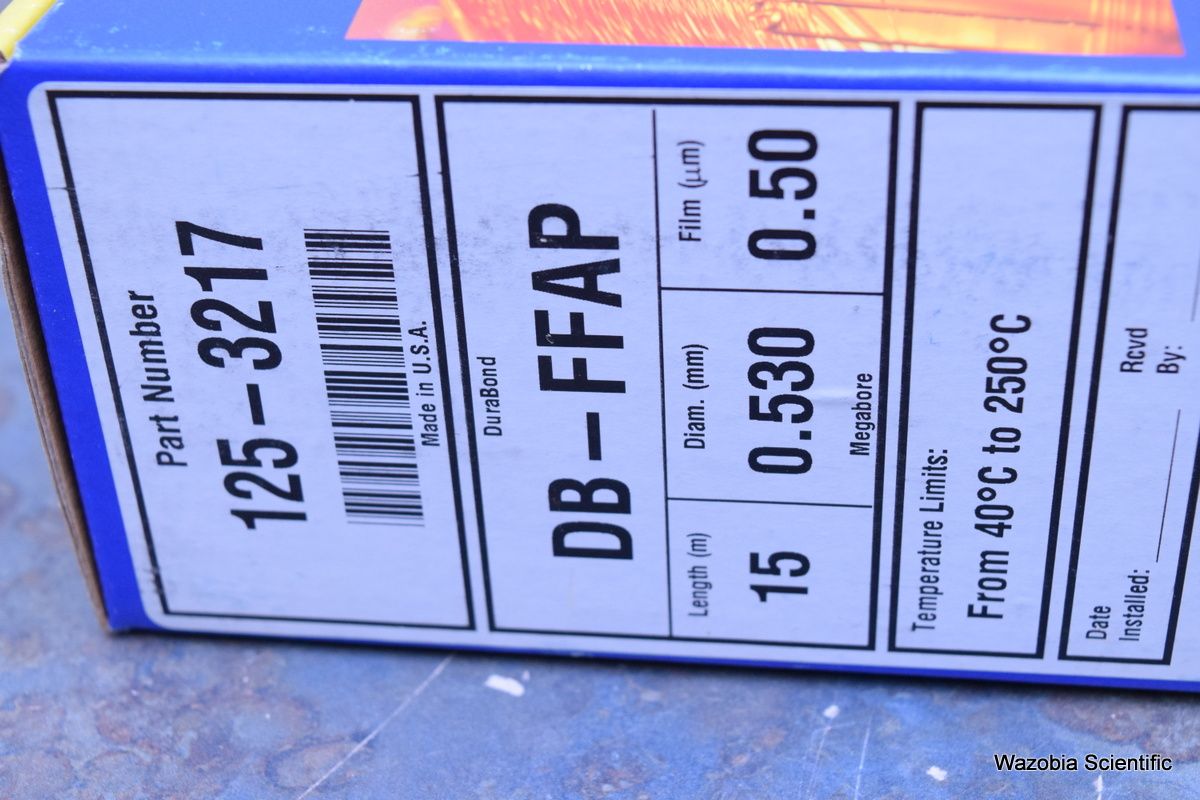 Part Number
125-3217
Made in U.S.A.
DuraBond
DB-FFAP
Length (m)
15
Diam. (mm)
0.530
Megabore
Film (μm)
0.50
Temperature Limits:
From 40°C to 250°C
Date
Installed:
Rcvd
By:
Wazobia Scientific